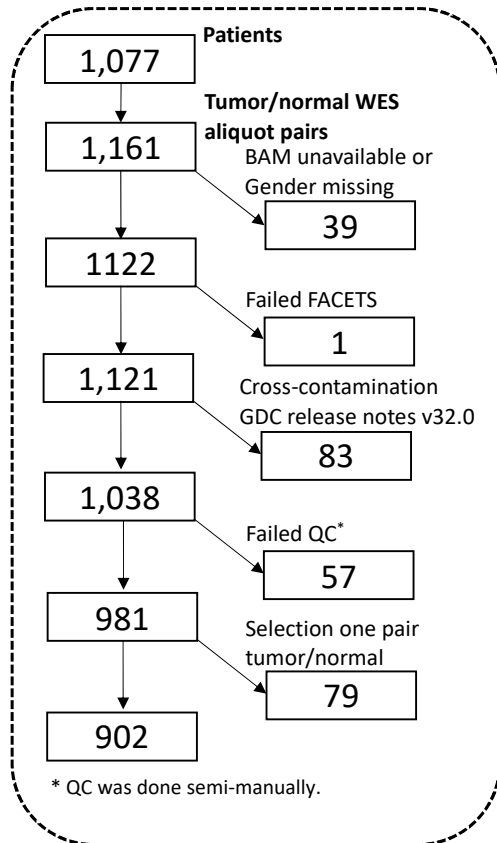 Patients
1,077
Tumor/normal WES
aliquot pairs
1,161
BAM unavailable or
Gender missing
39
1122
Failed FACETS
1
1,121
Cross-contamination
GDC release notes v32.0
83
1,038
Failed QC*
57
981
Selection one pair
tumor/normal
79
902
* QC was done semi-manually.